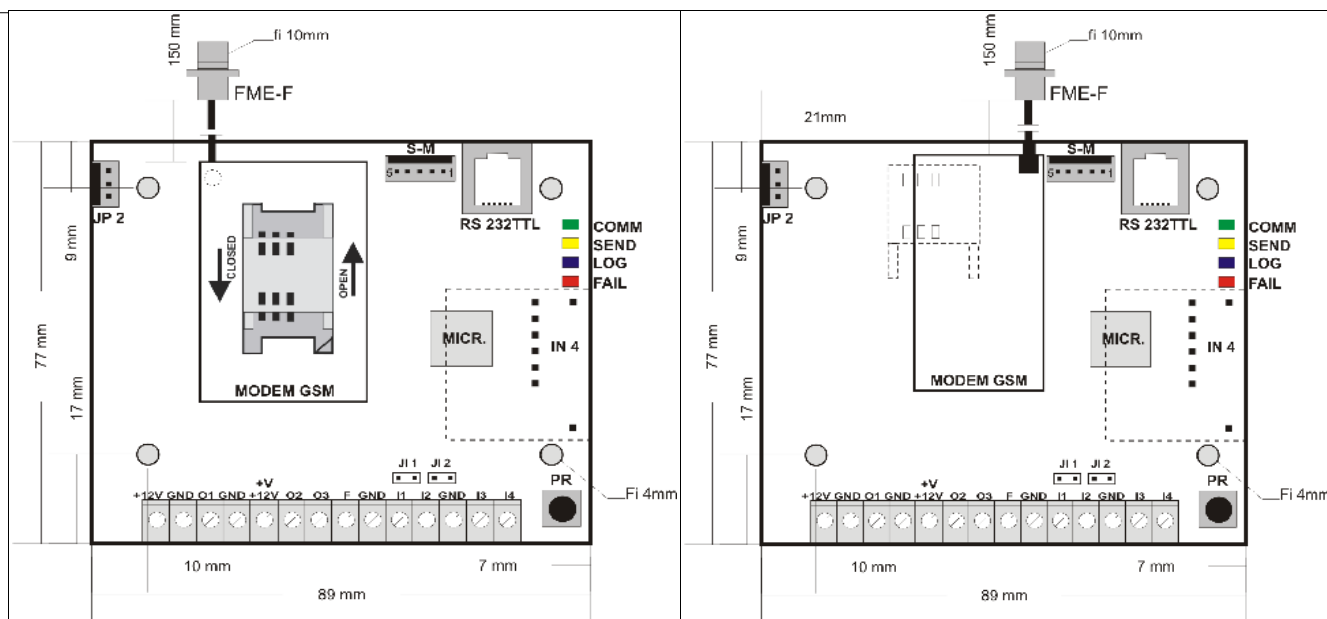 150 mm
fi 10mm
FME-F
S-M
5 1
JP 2
RS 232TTL
COMM
SEND
LOG
FAIL
9 mm
CLOSED
OPEN
77 mm
MICR.
IN 4
MODEM GSM
17 mm
JI 1 JI 2
+V
+12V GND O1 GND +12V O2 O3 F GND I1 I2 GND I3 I4
PR
Fi 4mm
10 mm
7 mm
89 mm
150 mm
fi 10mm
FME-F
21mm
S-M
5 1
JP 2
RS 232TTL
COMM
SEND
LOG
FAIL
9 mm
77 mm
MICR.
IN 4
MODEM GSM
17 mm
JI 1 JI 2
+V
+12V GND O1 GND +12V O2 O3 F GND I1 I2 GND I3 I4
PR
Fi 4mm
10 mm
7 mm
89 mm